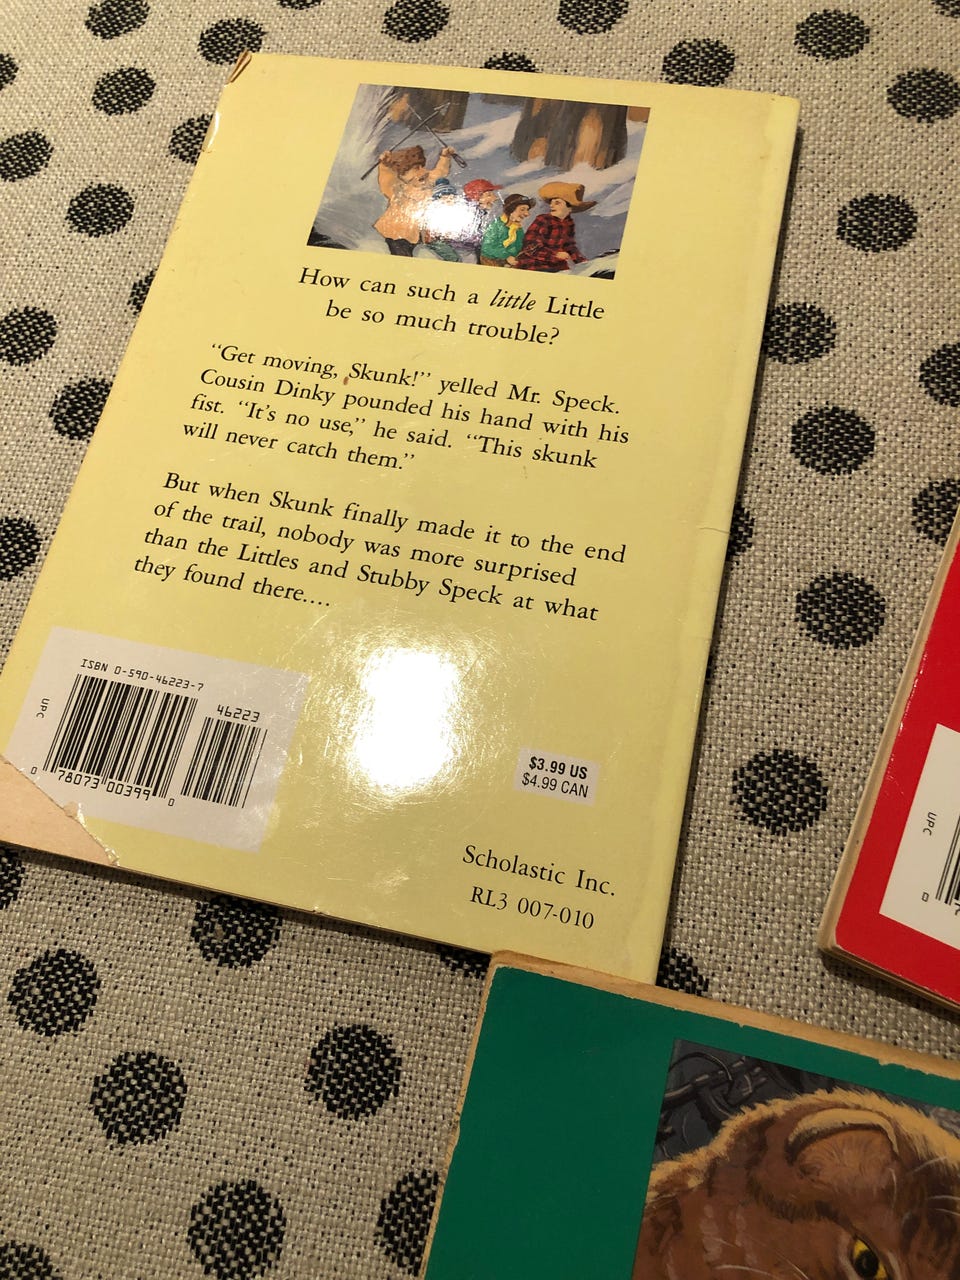 How can such a little Little
be so much trouble?
“Get moving, Skunk!” yelled Mr. Speck.
Cousin Dinky pounded his hand with his
fist. “It’s no use,” he said. “This skunk
will never catch them.”
But when Skunk finally made it to the end
of the trail, nobody was more surprised
than the Littles and Stubby Speck at what
they found there....
ISBN 0-590-46223-7
46223
UPC
0 78073 00399 0
$3.99 US
$4.99 CAN
Scholastic Inc.
RL3 007-010
UPC
0